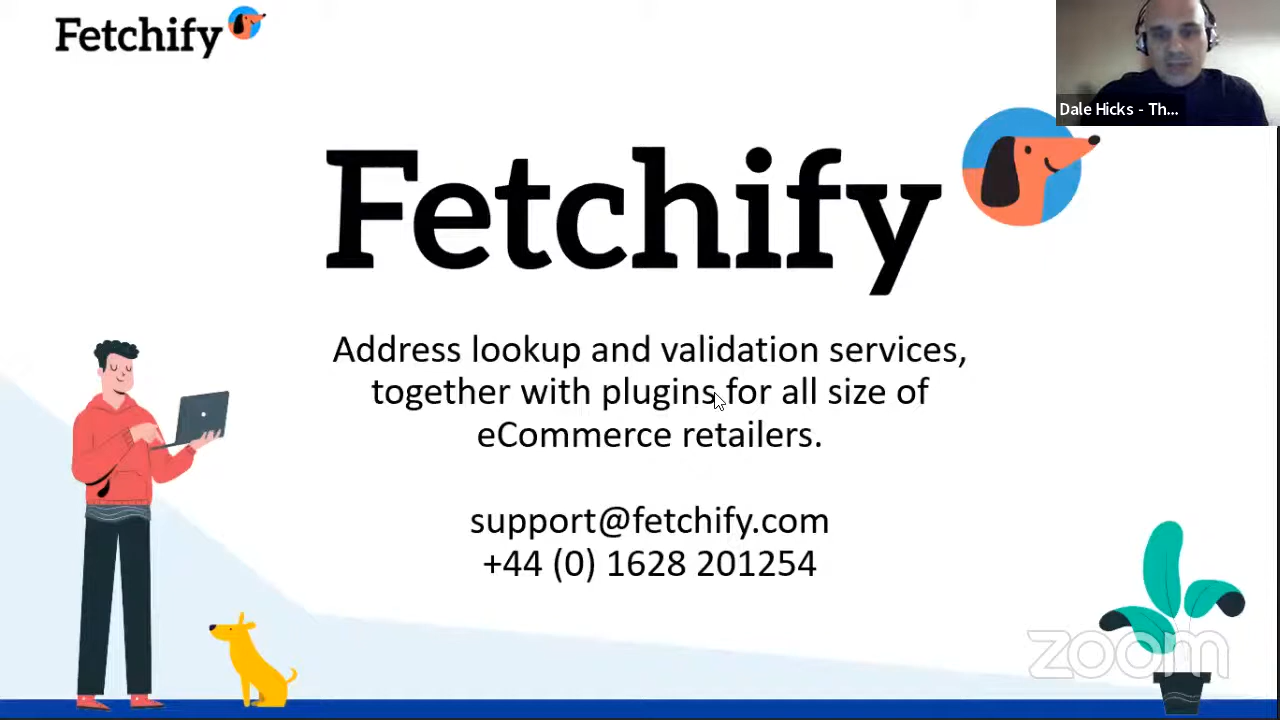 Fetchify
Dale Hicks - Th...
Fetchify
Address lookup and validation services,
together with plugins for all size of
eCommerce retailers.
support@fetchify.com
+44 (0) 1628 201254
zoom